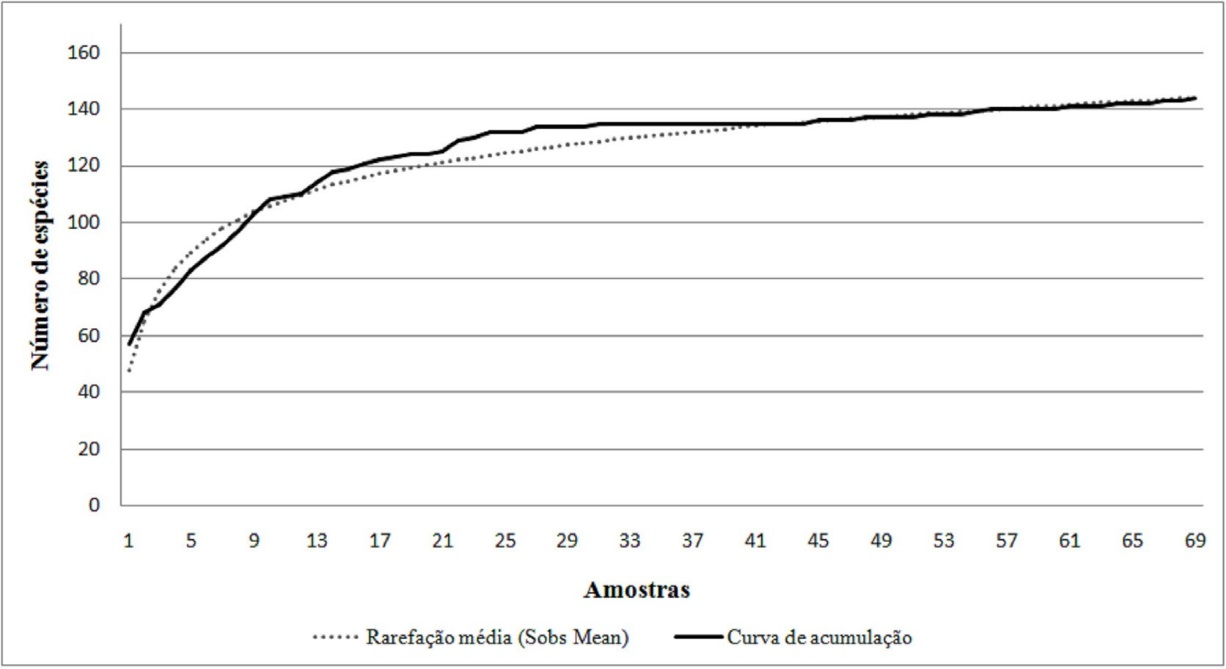 160
140
120
100
80
60
40
20
0
Número de espécies
1 5 9 13 17 21 25 29 33 37 41 45 49 53 57 61 65 69
Amostras
Rarefação média (Sobs Mean) Curva de acumulação